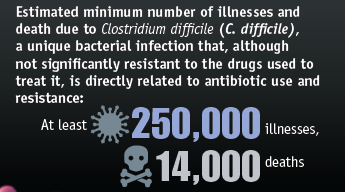 Estimated minimum number of illnesses and
death due to Clostridium difficile (C. difficile),
a unique bacterial infection that, although
not significantly resistant to the drugs used to
treat it, is directly related to antibiotic use and
resistance:
At least 250,000 illnesses,
14,000 deaths